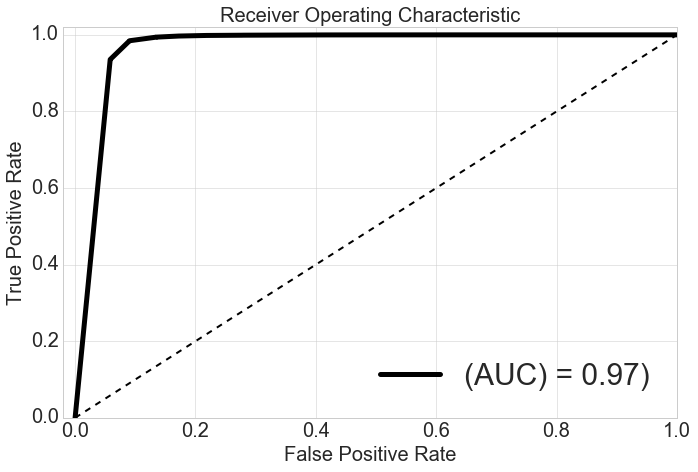 Receiver Operating Characteristic
1.0
0.8
0.6
0.4
0.2
0.0
True Positive Rate
(AUC) = 0.97)
0.0 0.2 0.4 0.6 0.8 1.0
False Positive Rate